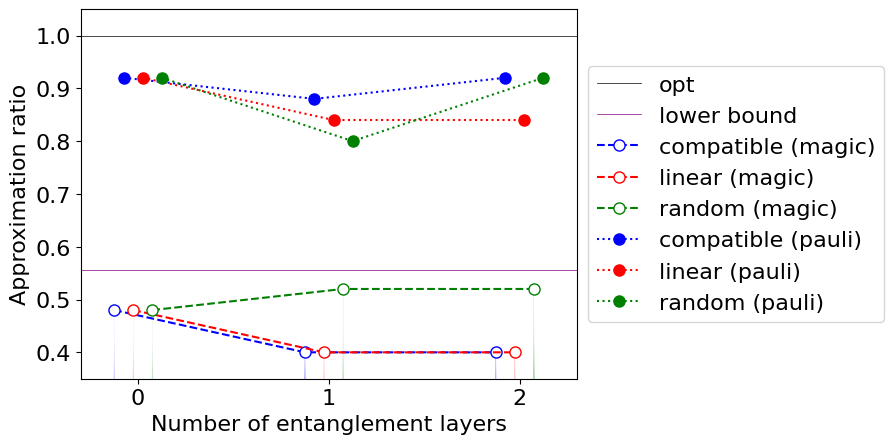 1.0
0.9
0.8
0.7
0.6
0.5
0.4
Approximation ratio
0 1 2
Number of entanglement layers
opt
lower bound
compatible (magic)
linear (magic)
random (magic)
compatible (pauli)
linear (pauli)
random (pauli)